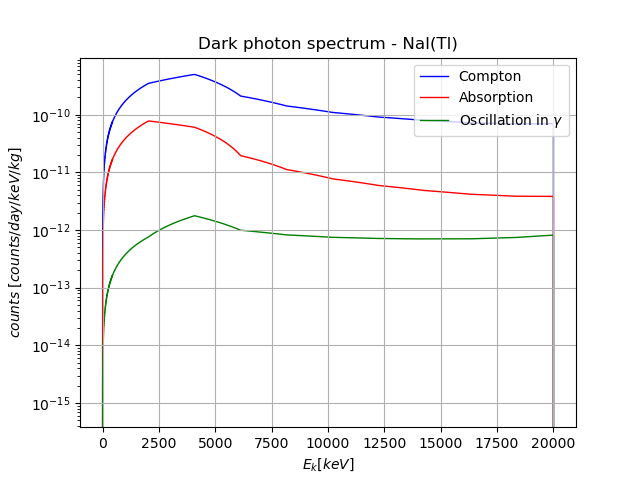 Dark photon spectrum - NaI(Tl)
Compton
Absorption
Oscillation in γ
counts [counts/day/keV/kg]
10⁻¹⁰
10⁻¹¹
10⁻¹²
10⁻¹³
10⁻¹⁴
10⁻¹⁵
0 2500 5000 7500 10000 12500 15000 17500 20000
Eₖ[keV]